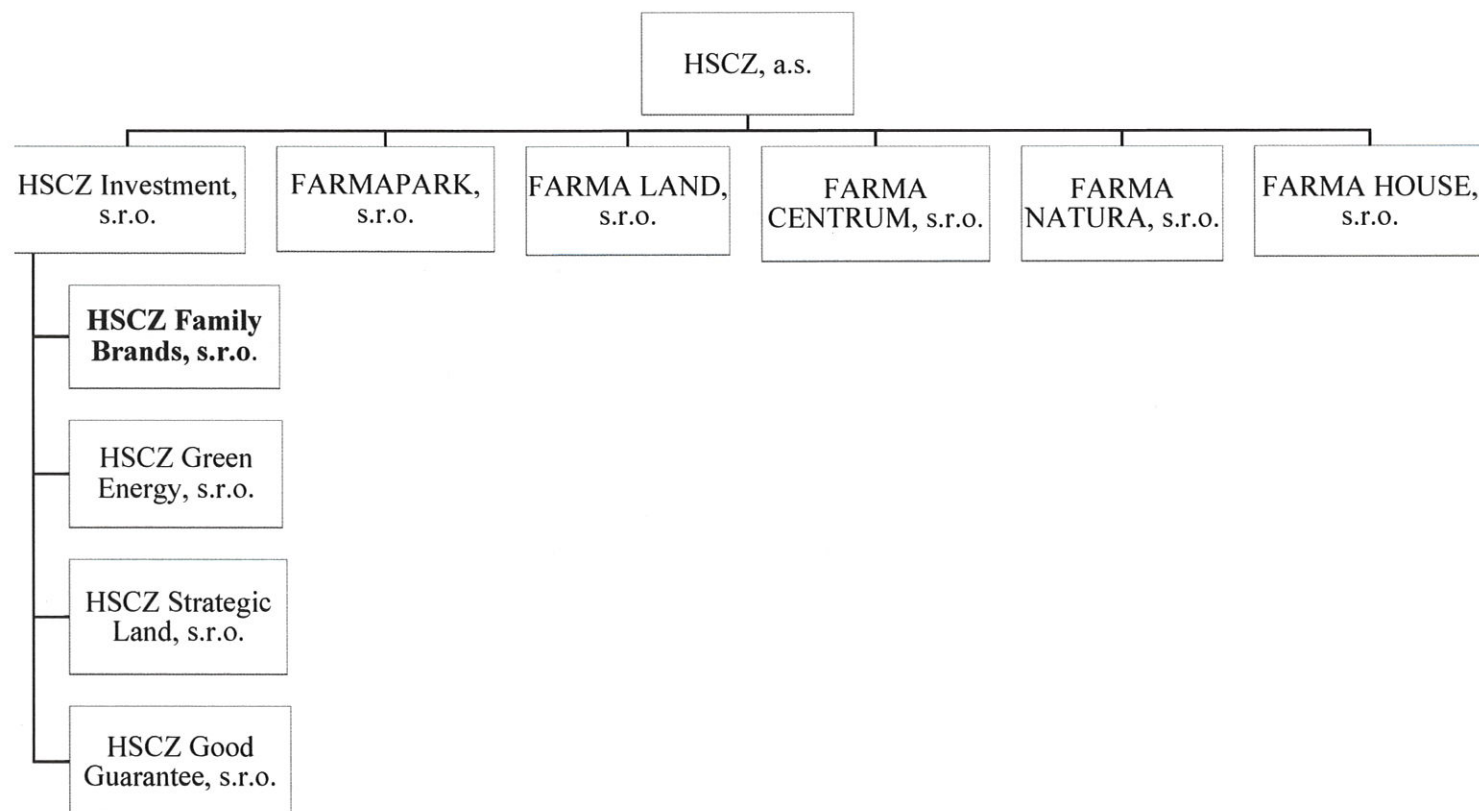 HSCZ, a.s.
HSCZ Investment,
s.r.o.
FARMAPARK,
s.r.o.
FARMA LAND,
s.r.o.
FARMA
CENTRUM, s.r.o.
FARMA
NATURA, s.r.o.
FARMA HOUSE,
s.r.o.
HSCZ Family
Brands, s.r.o.
HSCZ Green
Energy, s.r.o.
HSCZ Strategic
Land, s.r.o.
HSCZ Good
Guarantee, s.r.o.